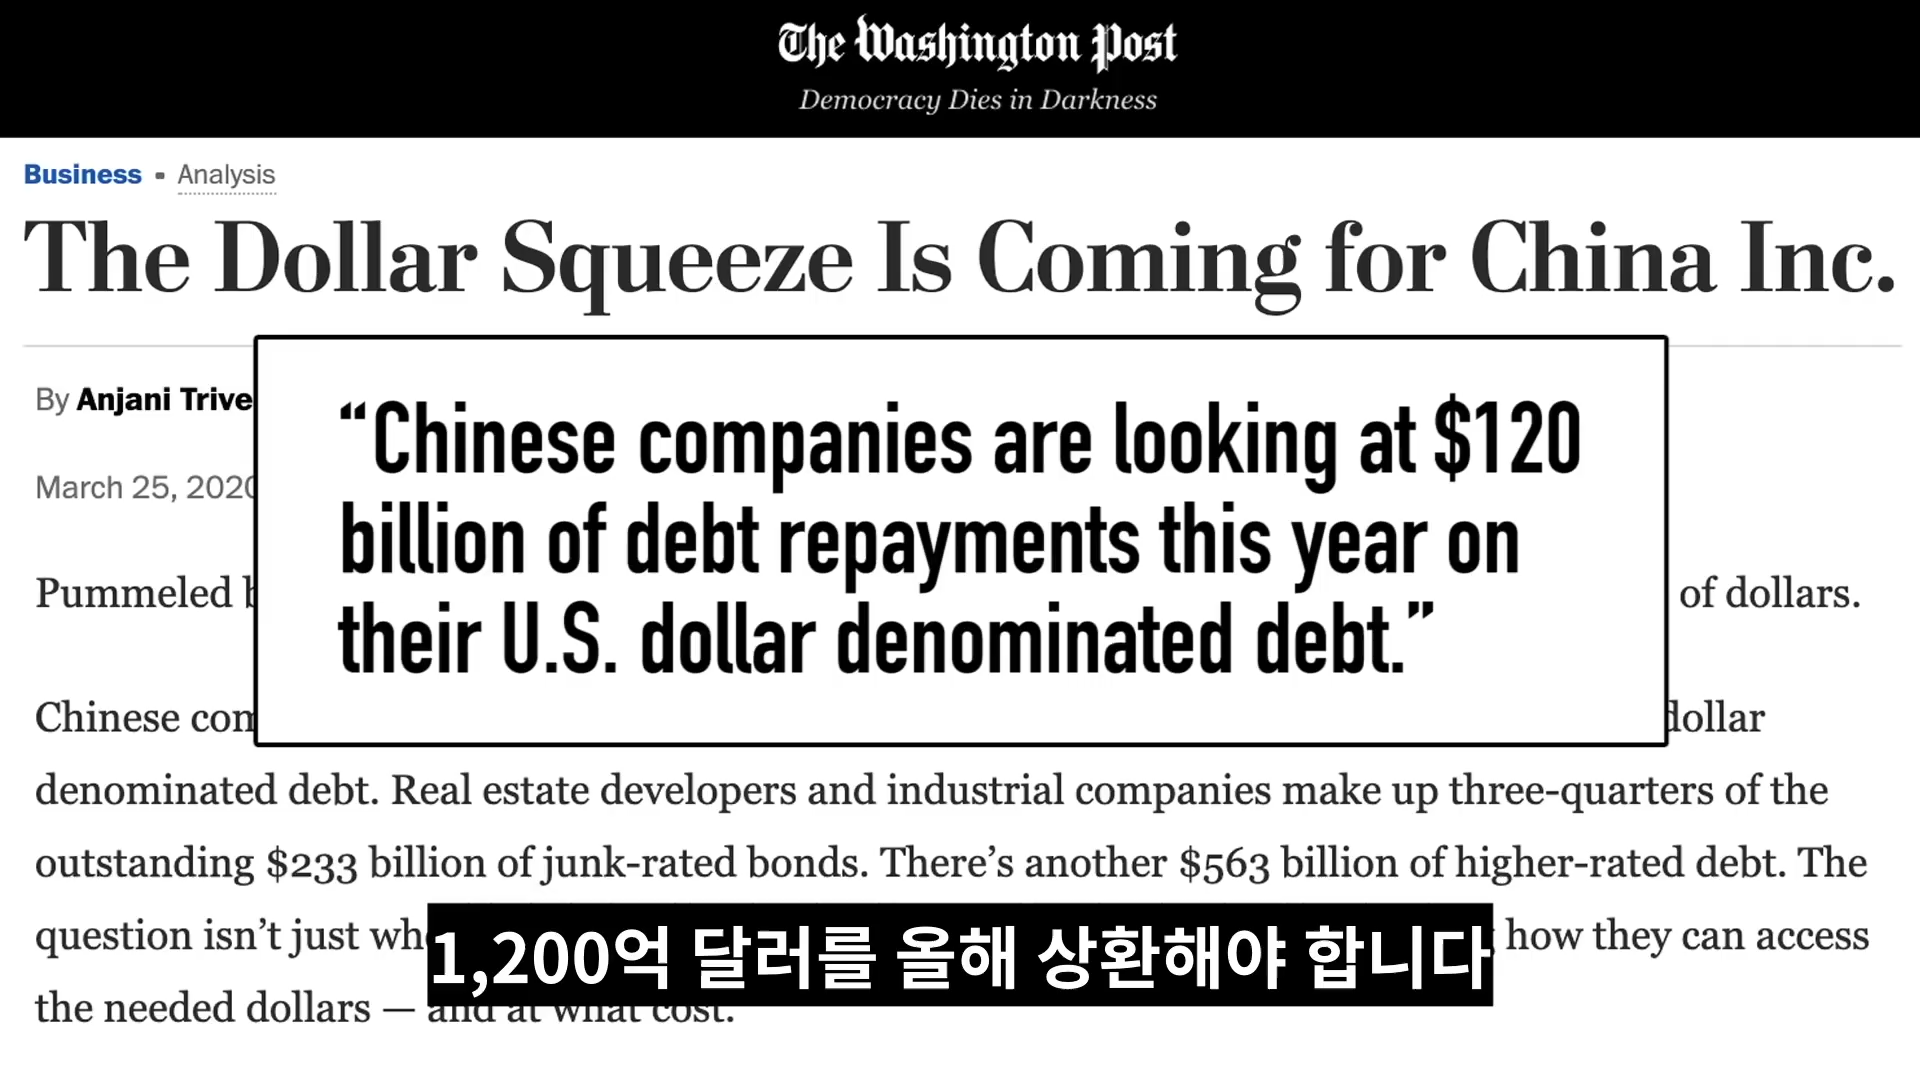 The Washington Post
Democracy Dies in Darkness
Business ▪ Analysis
The Dollar Squeeze Is Coming for China Inc.
By Anjani
March 25, 2020
“Chinese companies are looking at $120
billion of debt repayments this year on
their U.S. dollar denominated debt.”
Pummeled of dollars.
Chinese dollar
denominated debt. Real estate developers and industrial companies make up three-quarters of the
outstanding $233 billion of junk-rated bonds. There’s another $563 billion of higher-rated debt. The
question isn’t just how they can access
the needed dollars — and at what cost.
1,200억 달러를 올해 상환해야 합니다